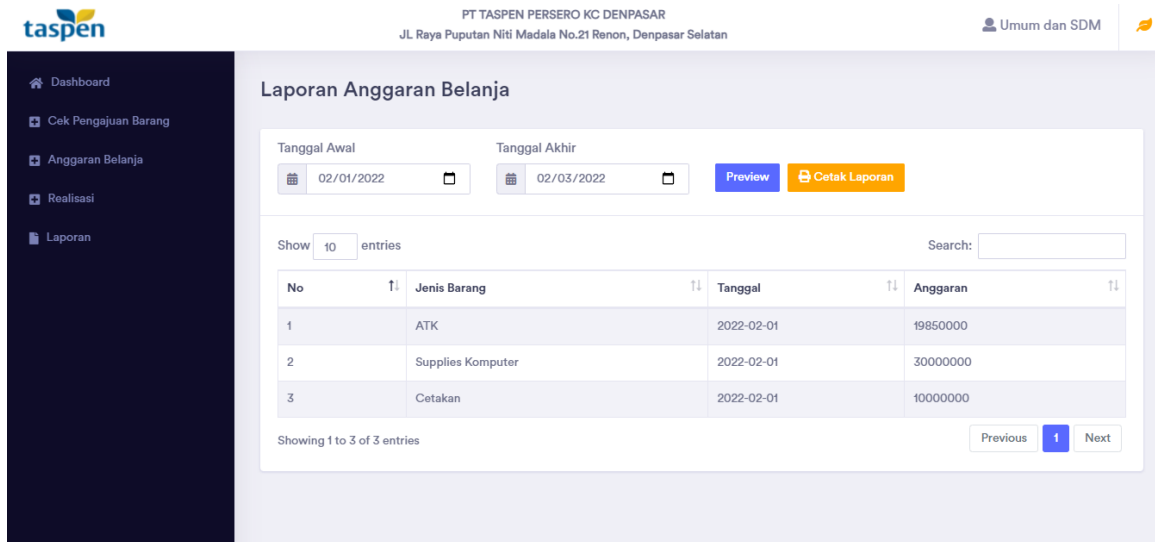 taspen
PT TASPEN PERSERO KC DENPASAR
JL Raya Puputan Niti Madala No.21 Renon, Denpasar Selatan
Umum dan SDM
Dashboard
Cek Pengajuan Barang
Anggaran Belanja
Realisasi
Laporan
Laporan Anggaran Belanja
Tanggal Awal Tanggal Akhir
02/01/2022 02/03/2022 Preview Cetak Laporan
Show 10 entries Search:
No Jenis Barang Tanggal Anggaran
1 ATK 2022-02-01 19850000
2 Supplies Komputer 2022-02-01 30000000
3 Cetakan 2022-02-01 10000000
Showing 1 to 3 of 3 entries Previous 1 Next